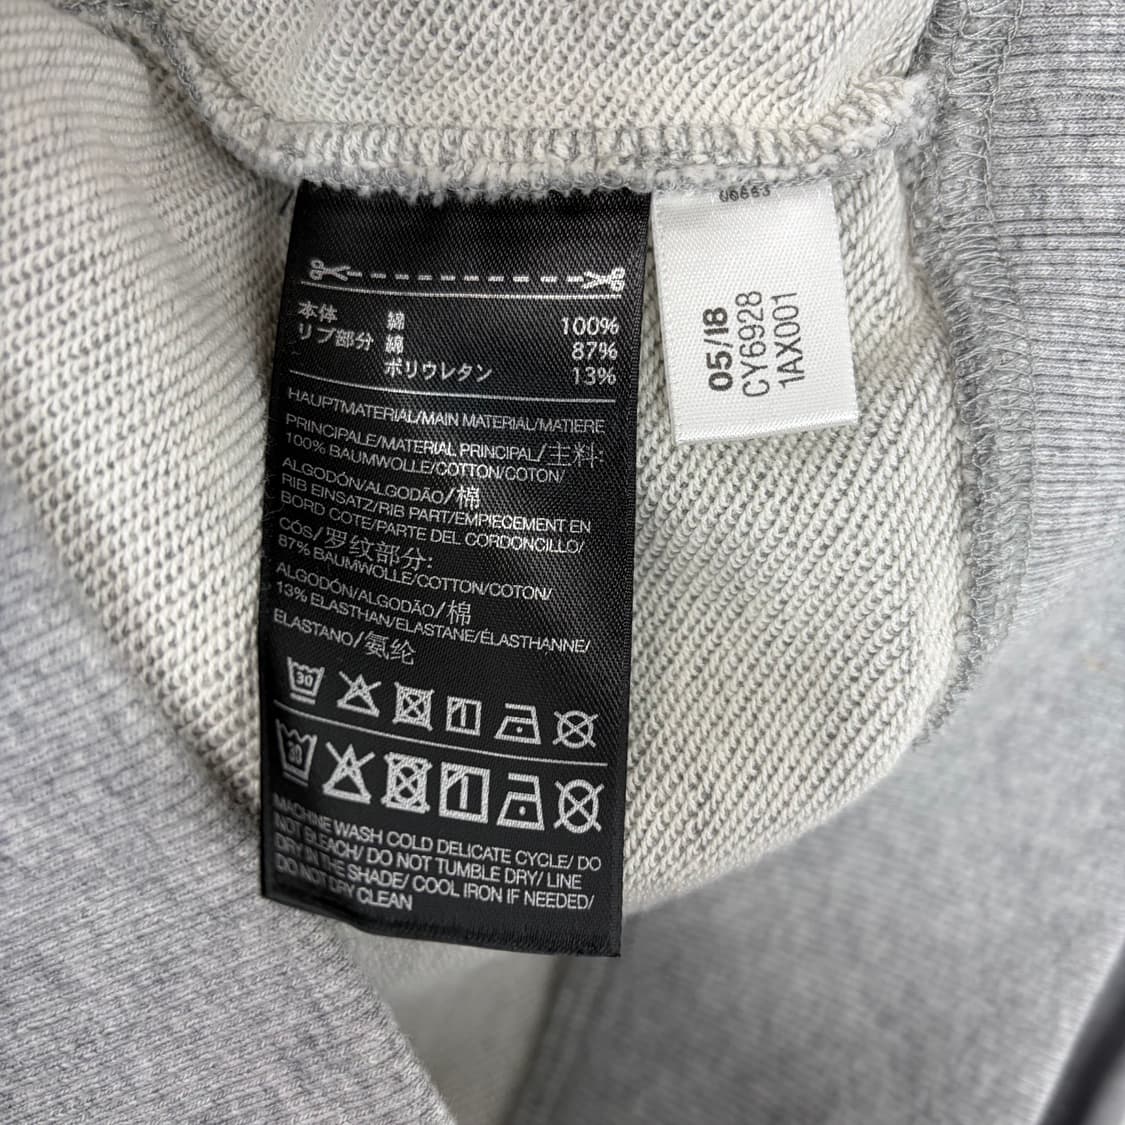 本体 綿 100%
リブ部分 綿 87%
ポリウレタン 13%
HAUPTMATERIAL/MAIN MATERIAL/MATIERE
PRINCIPALE/MATERIAL PRINCIPAL/主料:
100% BAUMWOLLE/COTTON/COTON/
ALGODÓN/ALGODÃO/棉
RIB EINSATZ/RIB PART/EMPIECEMENT EN
BORD COTE/PARTE DEL CORDONCILLO/
CÓS/罗纹部分:
87% BAUMWOLLE/COTTON/COTON/
ALGODÓN/ALGODÃO/棉
13% ELASTHAN/ELASTANE/ÉLASTHANNE/
ELASTANO/氨纶
30
30
MACHINE WASH COLD DELICATE CYCLE/ DO
NOT BLEACH/ DO NOT TUMBLE DRY/ LINE
DRY IN THE SHADE/ COOL IRON IF NEEDED/
DO NOT DRY CLEAN
05/18
CY6928
1AX001